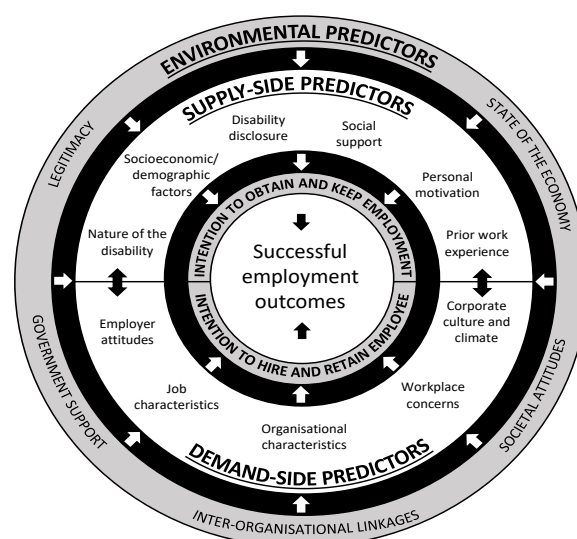 ENVIRONMENTAL PREDICTORS
LEGITIMACY
STATE OF THE ECONOMY
SUPPLY-SIDE PREDICTORS
Disability
disclosure
Social
support
Socioeconomic/
demographic
factors
Personal
motivation
Nature of the
disability
Prior work
experience
INTENTION TO OBTAIN AND KEEP EMPLOYMENT
Successful
employment
outcomes
INTENTION TO HIRE AND RETAIN EMPLOYEE
Employer
attitudes
Corporate
culture and
climate
Job
characteristics
Workplace
concerns
Organisational
characteristics
DEMAND-SIDE PREDICTORS
GOVERNMENT SUPPORT
SOCIETAL ATTITUDES
INTER-ORGANISATIONAL LINKAGES